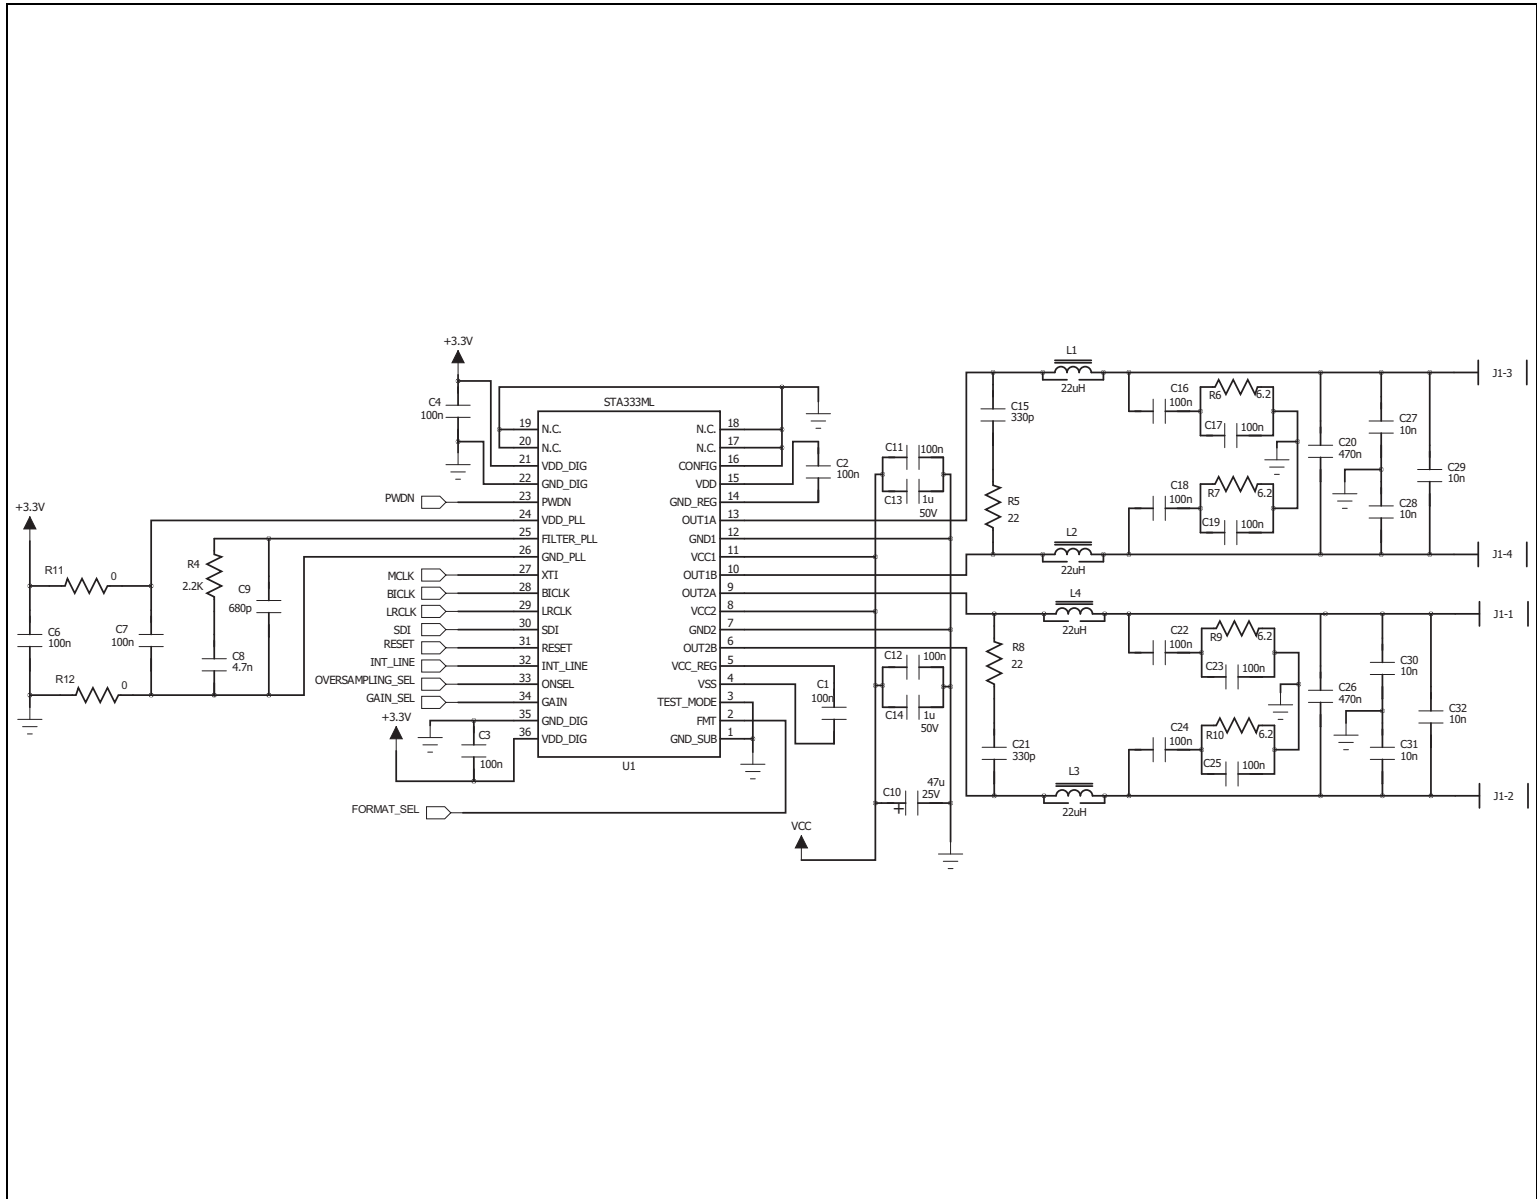 +3.3V
C4
100n
STA333ML
19 N.C.
20 N.C.
21 VDD_DIG
22 GND_DIG
23 PWDN
24 VDD_PLL
25 FILTER_PLL
26 GND_PLL
27 XTI
28 BICLK
29 LRCLK
30 SDI
31 RESET
32 INT_LINE
33 ONSEL
34 GAIN
35 GND_DIG
36 VDD_DIG
N.C. 18
N.C. 17
CONFIG 16
VDD 15
GND_REG 14
OUT1A 13
GND1 12
VCC1 11
OUT1B 10
OUT2A 9
VCC2 8
GND2 7
OUT2B 6
VCC_REG 5
VSS 4
TEST_MODE 3
FMT 2
GND_SUB 1
U1
PWDN
MCLK
BICLK
LRCLK
SDI
RESET
INT_LINE
OVERSAMPLING_SEL
GAIN_SEL
+3.3V
C3
100n
FORMAT_SEL
+3.3V
R11
0
C6
100n
C7
100n
R12
0
R4
2.2K
C9
680p
C8
4.7n
C2
100n
C1
100n
C11
100n
C13
1u
50V
C12
100n
C14
1u
50V
C10
47u
25V
+
VCC
C15
330p
R5
22
L1
22uH
L2
22uH
C16
100n
R6
6.2
C17
100n
C18
100n
R7
6.2
C19
100n
C20
470n
C27
10n
C28
10n
C29
10n
J1-3
J1-4
L4
22uH
R8
22
C21
330p
L3
22uH
C22
100n
R9
6.2
C23
100n
C24
100n
R10
6.2
C25
100n
C26
470n
C30
10n
C31
10n
C32
10n
J1-1
J1-2